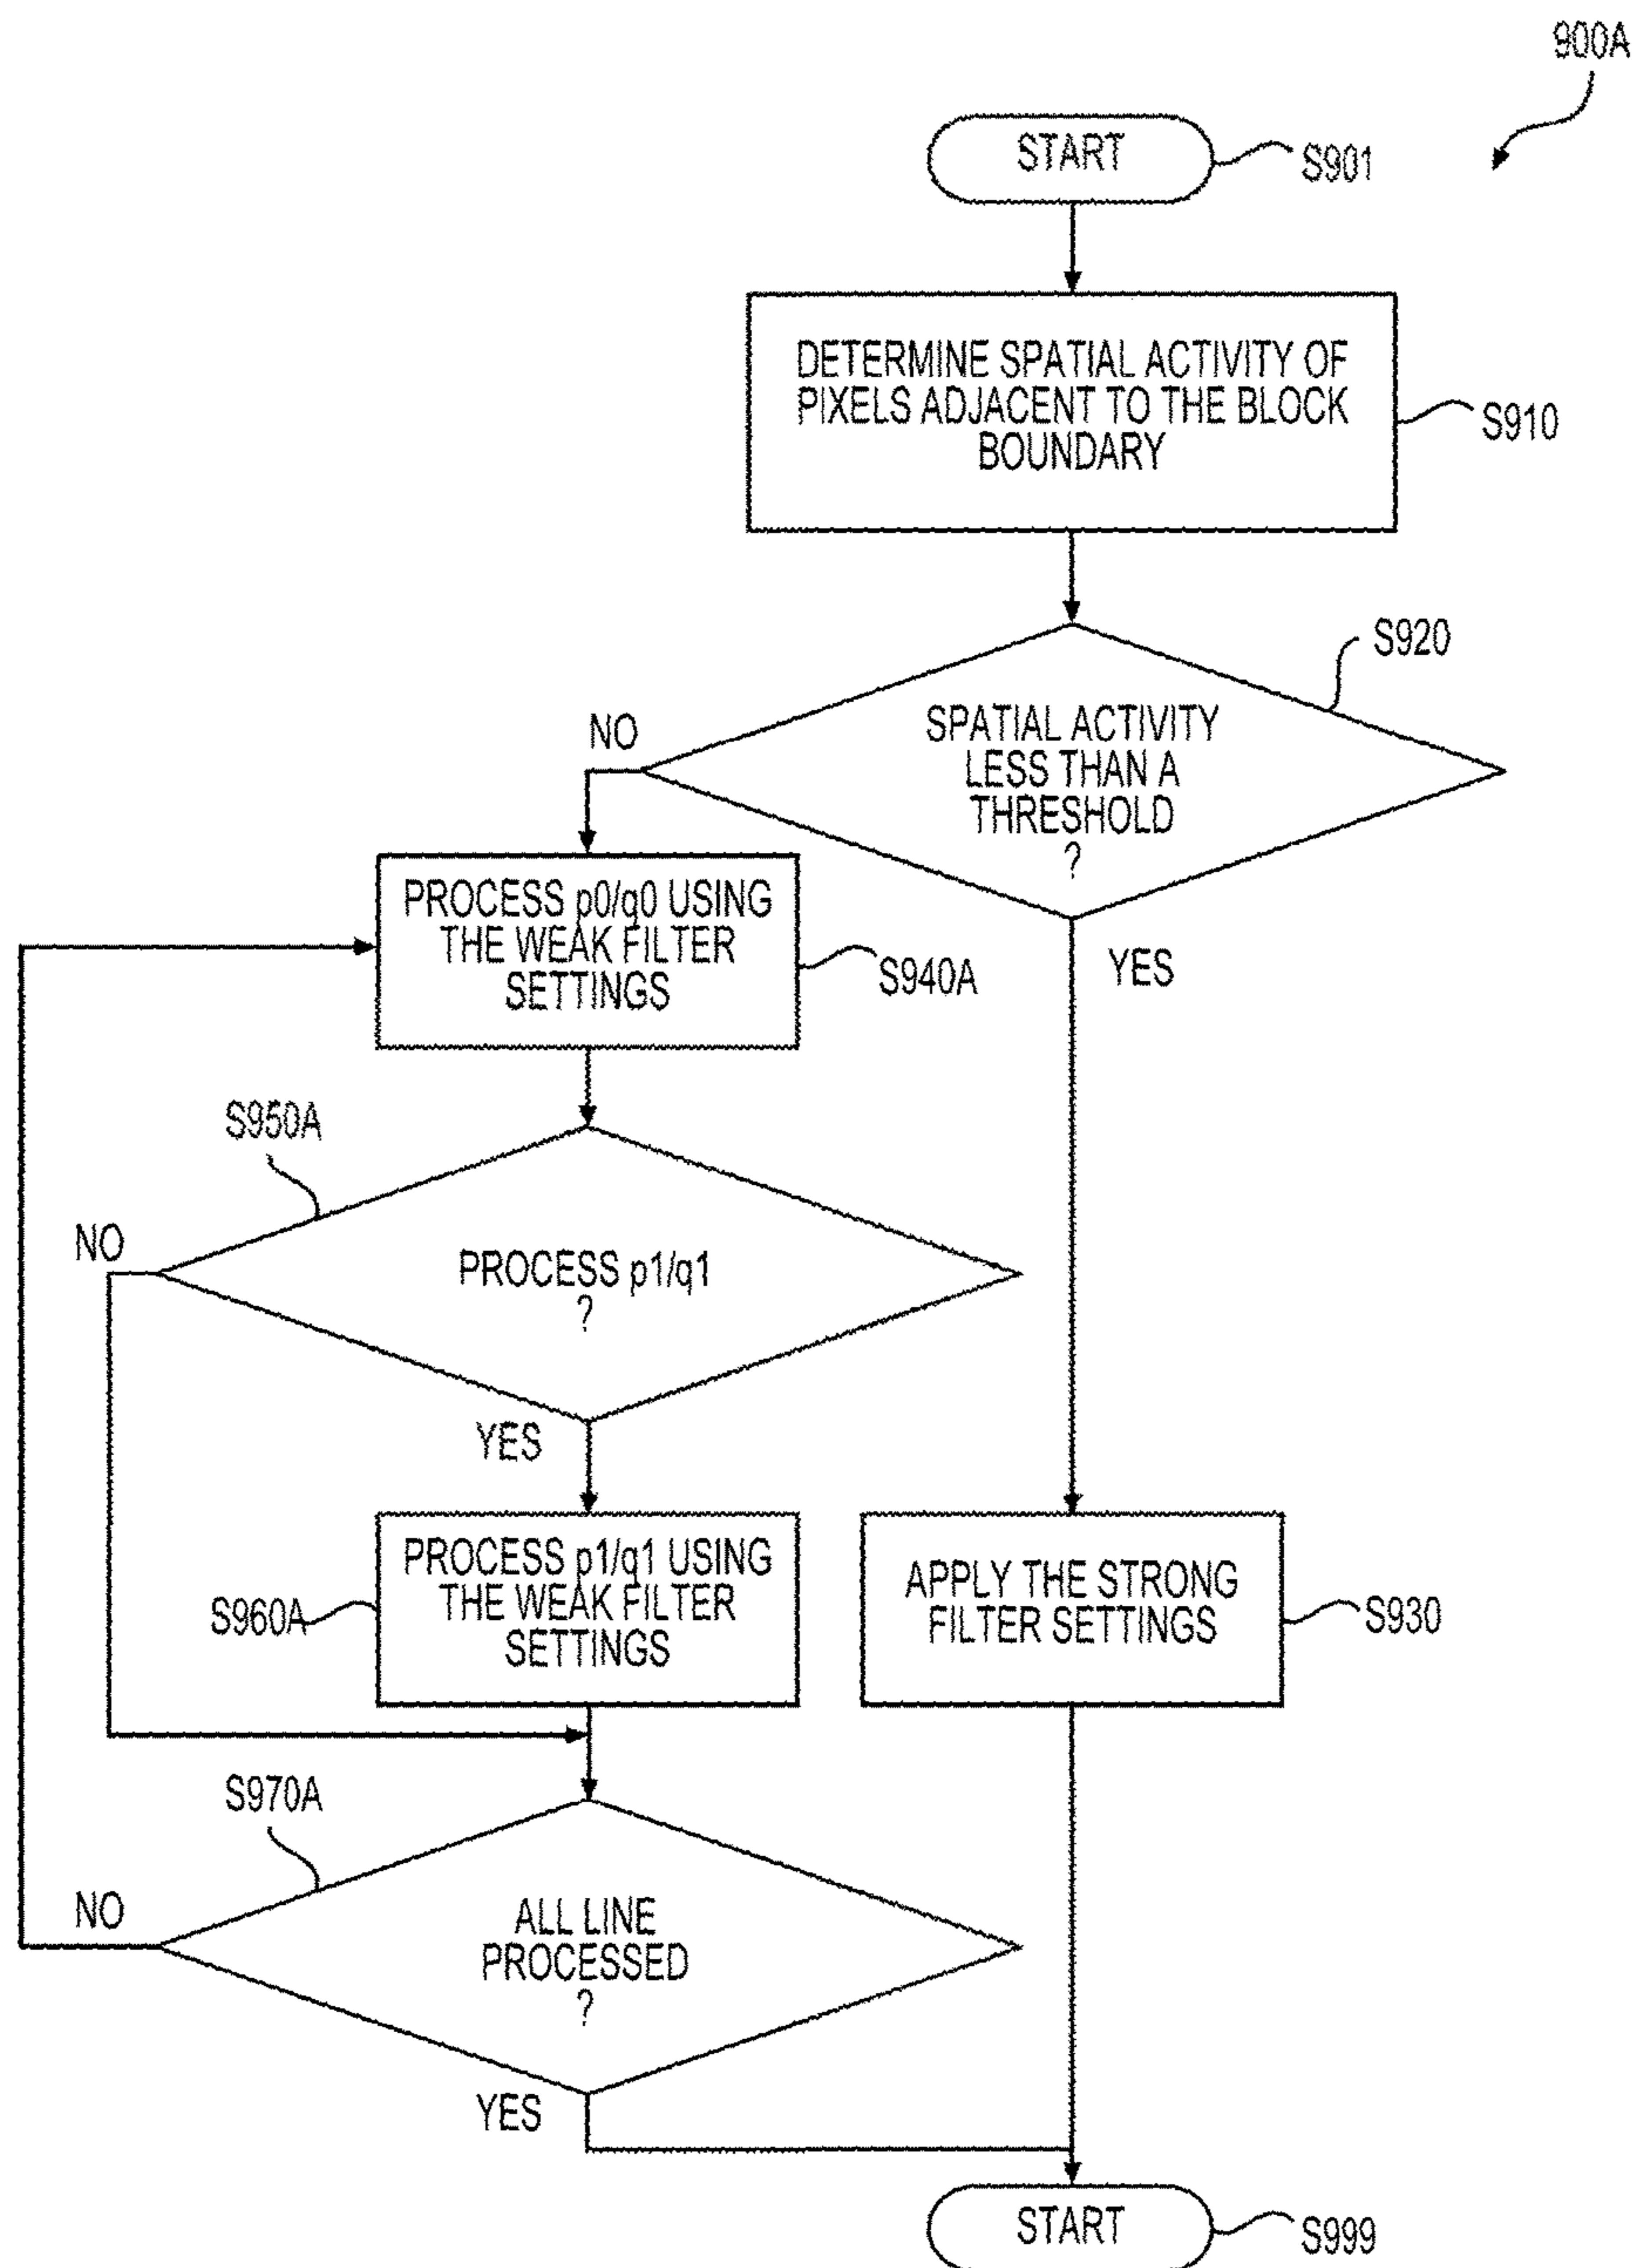 900A
START
S901
DETERMINE SPATIAL ACTIVITY OF
PIXELS ADJACENT TO THE BLOCK
BOUNDARY
S910
S920
SPATIAL ACTIVITY
LESS THAN A
THRESHOLD
?
NO
YES
PROCESS p0/q0 USING
THE WEAK FILTER
SETTINGS
S940A
S950A
PROCESS p1/q1
?
NO
YES
PROCESS p1/q1 USING
THE WEAK FILTER
SETTINGS
S960A
APPLY THE STRONG
FILTER SETTINGS
S930
S970A
ALL LINE
PROCESSED
?
NO
YES
START
S999